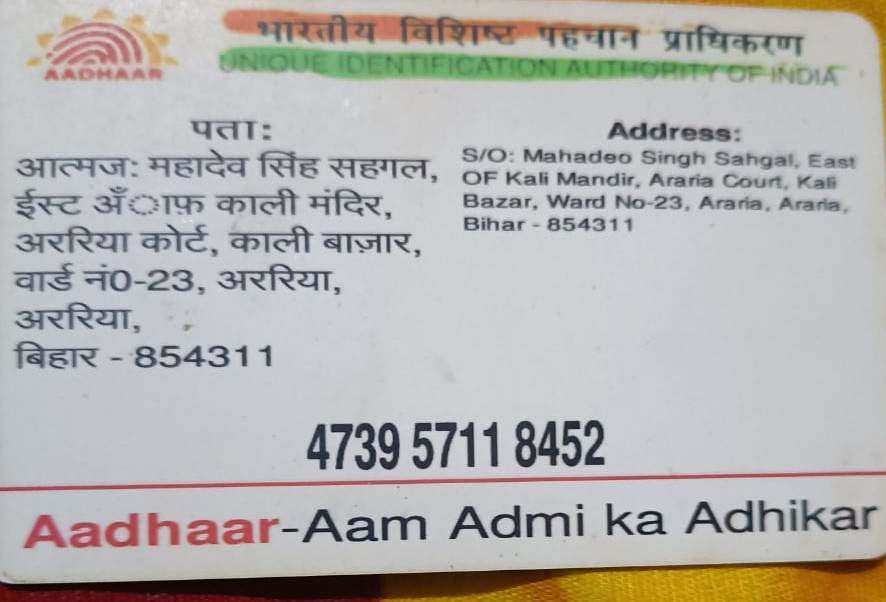 भारतीय विशिष्ट पहचान प्राधिकरण
UNIQUE IDENTIFICATION AUTHORITY OF INDIA
AADHAAR
पता:
आत्मज: महादेव सिंह सहगल,
ईस्ट अँाफ़ काली मंदिर,
अररिया कोर्ट, काली बाज़ार,
वार्ड नं0-23, अररिया,
अररिया,
बिहार - 854311
Address:
S/O: Mahadeo Singh Sahgal, East
OF Kali Mandir, Araria Court, Kali
Bazar, Ward No-23, Araria, Araria,
Bihar - 854311
4739 5711 8452
Aadhaar-Aam Admi ka Adhikar